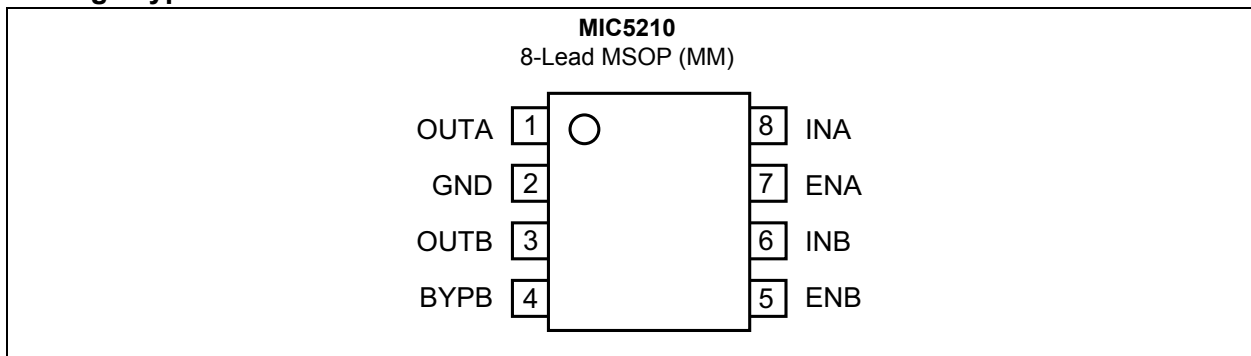 MIC5210
8-Lead MSOP (MM)
OUTA 1 8 INA
GND 2 7 ENA
OUTB 3 6 INB
BYPB 4 5 ENB